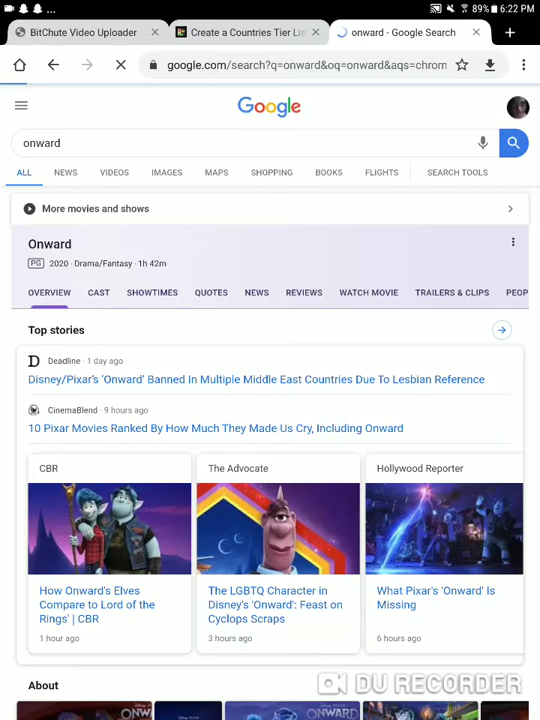 ... 89% 6:22 PM
BitChute Video Uploader
Create a Countries Tier Lis
onward - Google Search
google.com/search?q=onward&oq=onward&aqs=chrom
Google
onward
ALL NEWS VIDEOS IMAGES MAPS SHOPPING BOOKS FLIGHTS SEARCH TOOLS
More movies and shows
Onward
PG 2020 · Drama/Fantasy · 1h 42m
OVERVIEW CAST SHOWTIMES QUOTES NEWS REVIEWS WATCH MOVIE TRAILERS & CLIPS PEOP
Top stories
D Deadline · 1 day ago
Disney/Pixar's 'Onward' Banned In Multiple Middle East Countries Due To Lesbian Reference
CinemaBlend · 9 hours ago
10 Pixar Movies Ranked By How Much They Made Us Cry, Including Onward
CBR
How Onward's Elves
Compare to Lord of the
Rings' | CBR
1 hour ago
The Advocate
The LGBTQ Character in
Disney's 'Onward': Feast on
Cyclops Scraps
3 hours ago
Hollywood Reporter
What Pixar's 'Onward' Is
Missing
6 hours ago
DU RECORDER
About
ONW
ONWARD